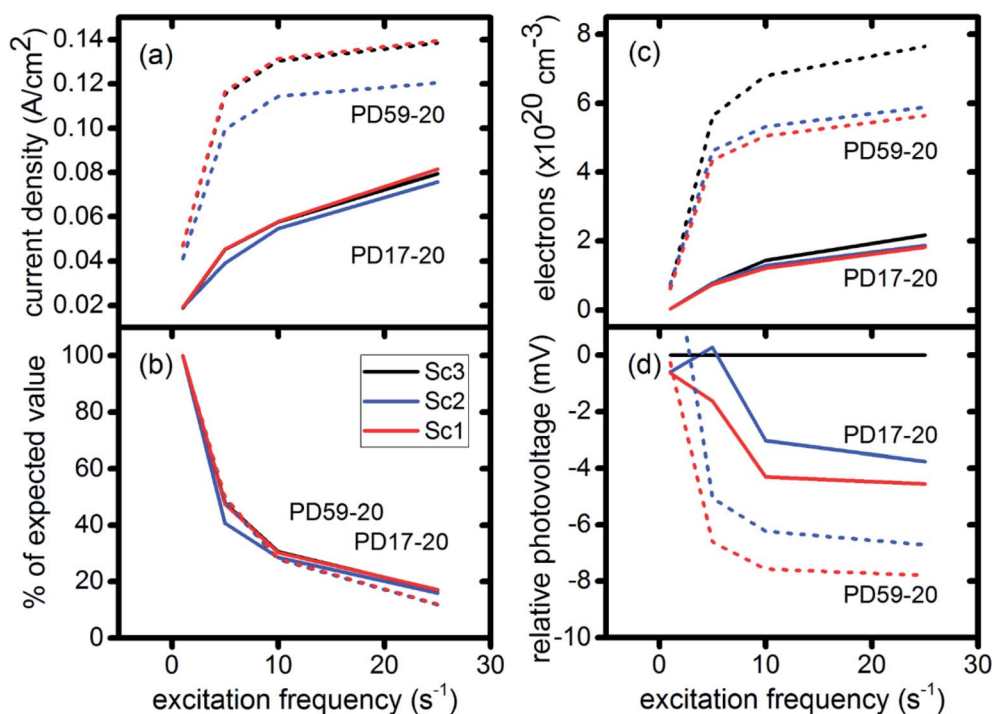 (a)
current density (A/cm²)
0.14
0.12
0.10
0.08
0.06
0.04
0.02
PD59-20
PD17-20
(c)
electrons (x10²⁰ cm⁻³)
8
6
4
2
0
PD59-20
PD17-20
(b)
% of expected value
100
80
60
40
20
0
Sc3
Sc2
Sc1
PD59-20
PD17-20
0 10 20 30
excitation frequency (s⁻¹)
(d)
relative photovoltage (mV)
0
-2
-4
-6
-8
-10
PD17-20
PD59-20
0 10 20 30
excitation frequency (s⁻¹)